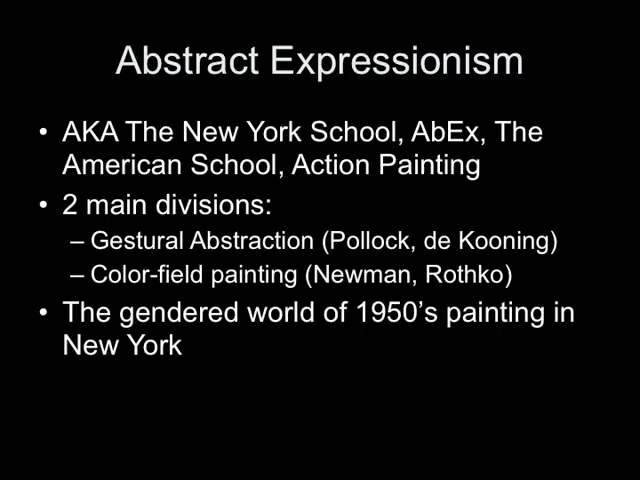 Abstract Expressionism
• AKA The New York School, AbEx, The
American School, Action Painting
• 2 main divisions:
– Gestural Abstraction (Pollock, de Kooning)
– Color-field painting (Newman, Rothko)
• The gendered world of 1950’s painting in
New York